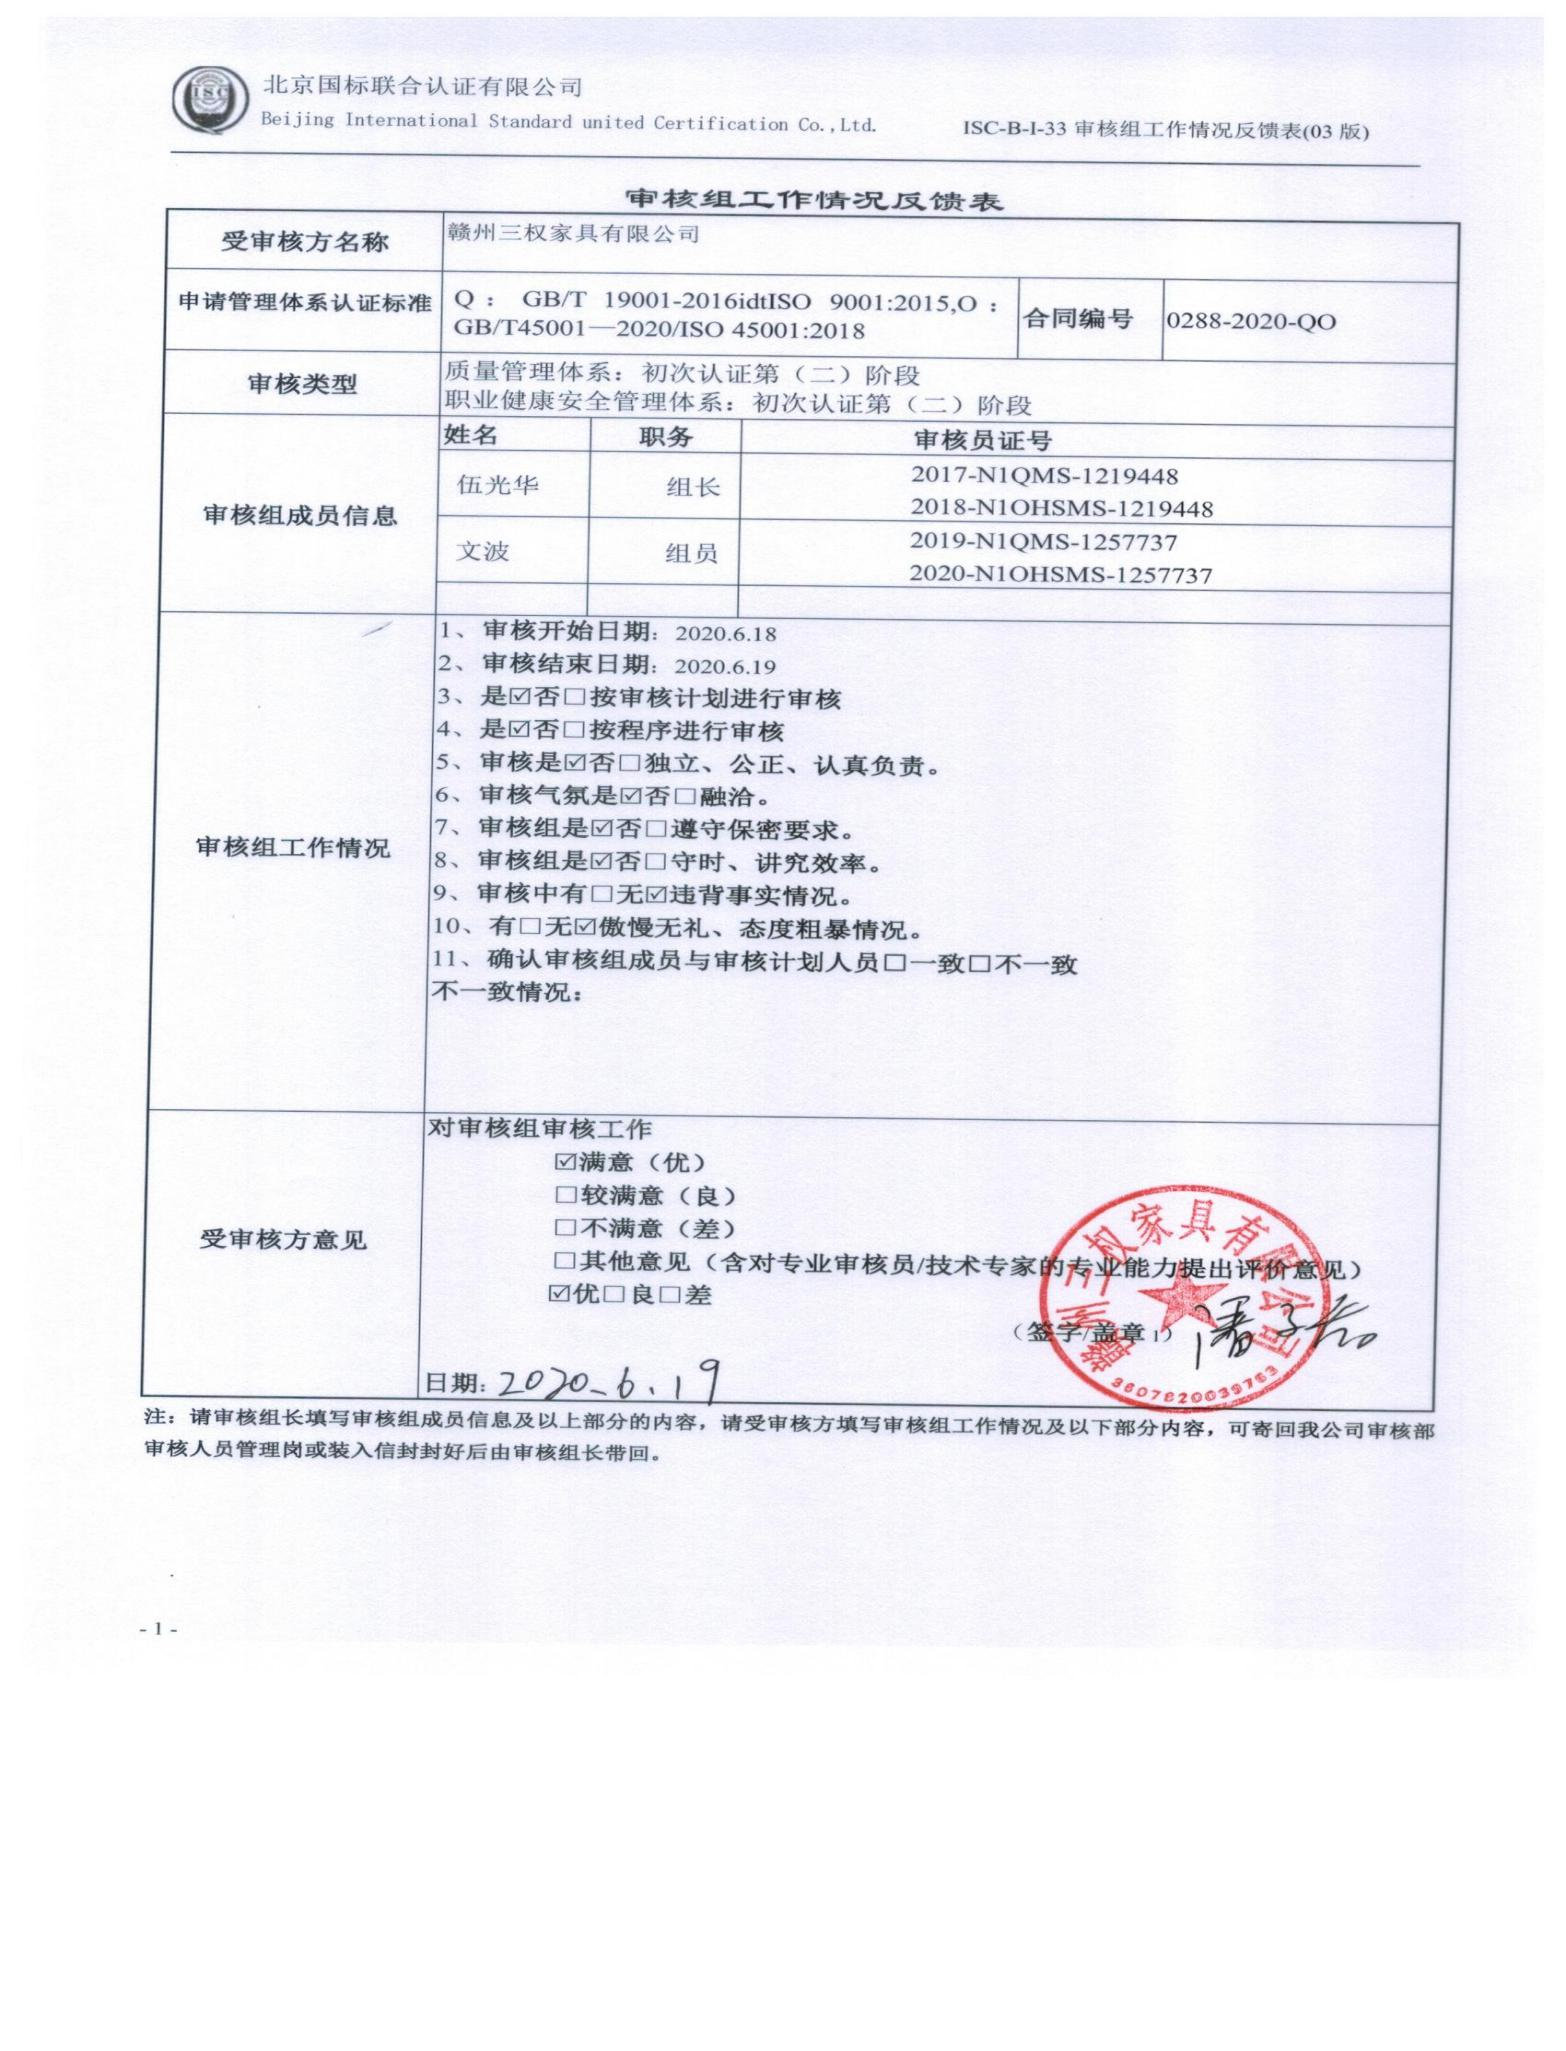 ISC
北京国标联合认证有限公司
Beijing International Standard united Certification Co.,Ltd.
ISC-B-I-33 审核组工作情况反馈表(03 版)
审核组工作情况反馈表
受审核方名称 赣州三权家具有限公司
申请管理体系认证标准 Q : GB/T 19001-2016idtISO 9001:2015,O :
GB/T45001—2020/ISO 45001:2018
合同编号 0288-2020-QO
审核类型
质量管理体系：初次认证第（二）阶段
职业健康安全管理体系：初次认证第（二）阶段
审核组成员信息
姓名 职务 审核员证号
伍光华 组长 2017-N1QMS-1219448
2018-N1OHSMS-1219448
文波 组员 2019-N1QMS-1257737
2020-N1OHSMS-1257737
审核组工作情况
1、审核开始日期：2020.6.18
2、审核结束日期：2020.6.19
3、是☑否□按审核计划进行审核
4、是☑否□按程序进行审核
5、审核是☑否□独立、公正、认真负责。
6、审核气氛是☑否□融洽。
7、审核组是☑否□遵守保密要求。
8、审核组是☑否□守时、讲究效率。
9、审核中有□无☑违背事实情况。
10、有□无☑傲慢无礼、态度粗暴情况。
11、确认审核组成员与审核计划人员□一致□不一致
不一致情况：
受审核方意见
对审核组审核工作
☑满意（优）
□较满意（良）
□不满意（差）
□其他意见（含对专业审核员/技术专家的专业能力提出评价意见）
☑优□良□差
（签字/盖章 1）
赣州三权家具有限公司
3607820039763
日期: 2020.6.19
注：请审核组长填写审核组成员信息及以上部分的内容，请受审核方填写审核组工作情况及以下部分内容，可寄回我公司审核部
审核人员管理岗或装入信封封好后由审核组长带回。
- 1 -